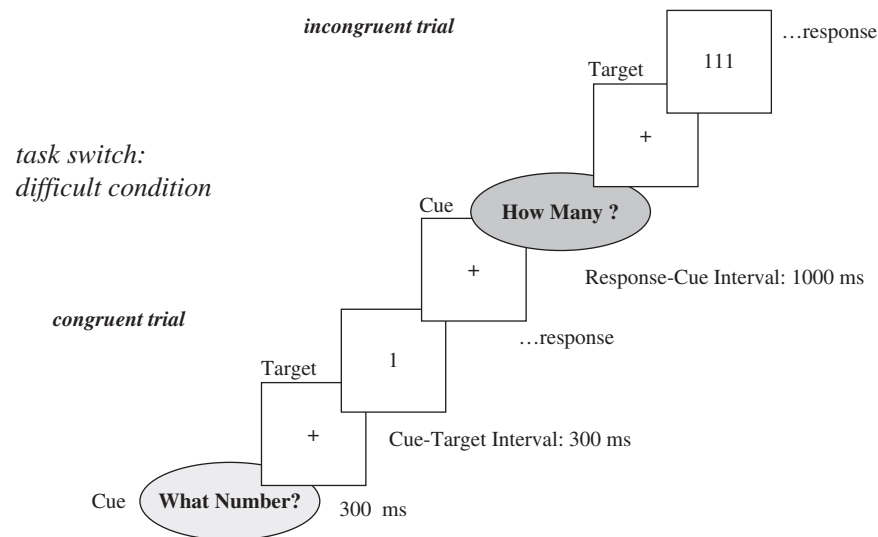 incongruent trial
…response
Target
111
+
task switch:
difficult condition
Cue
How Many ?
+
Response-Cue Interval: 1000 ms
congruent trial
…response
Target
1
+
Cue-Target Interval: 300 ms
Cue
What Number?
300 ms